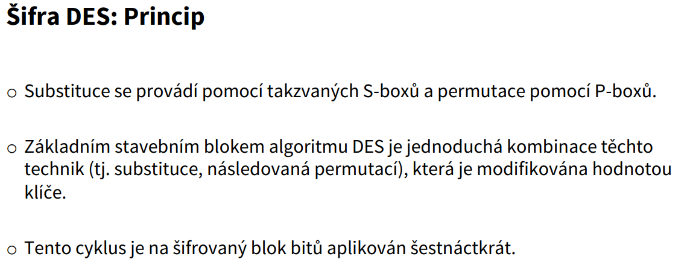 Šifra DES: Princip
○ Substituce se provádí pomocí takzvaných S-boxů a permutace pomocí P-boxů.
○ Základním stavebním blokem algoritmu DES je jednoduchá kombinace těchto
technik (tj. substituce, následovaná permutací), která je modifikována hodnotou
klíče.
○ Tento cyklus je na šifrovaný blok bitů aplikován šestnáctkrát.